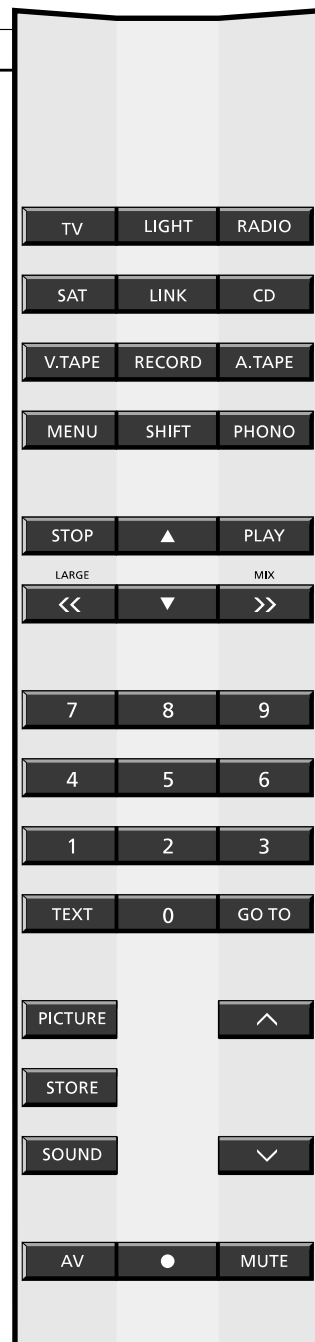 TV LIGHT RADIO
SAT LINK CD
V.TAPE RECORD A.TAPE
MENU SHIFT PHONO
STOP ▲ PLAY
LARGE MIX
<< ▼ >>
7 8 9
4 5 6
1 2 3
TEXT 0 GO TO
PICTURE
STORE
SOUND
AV ● MUTE